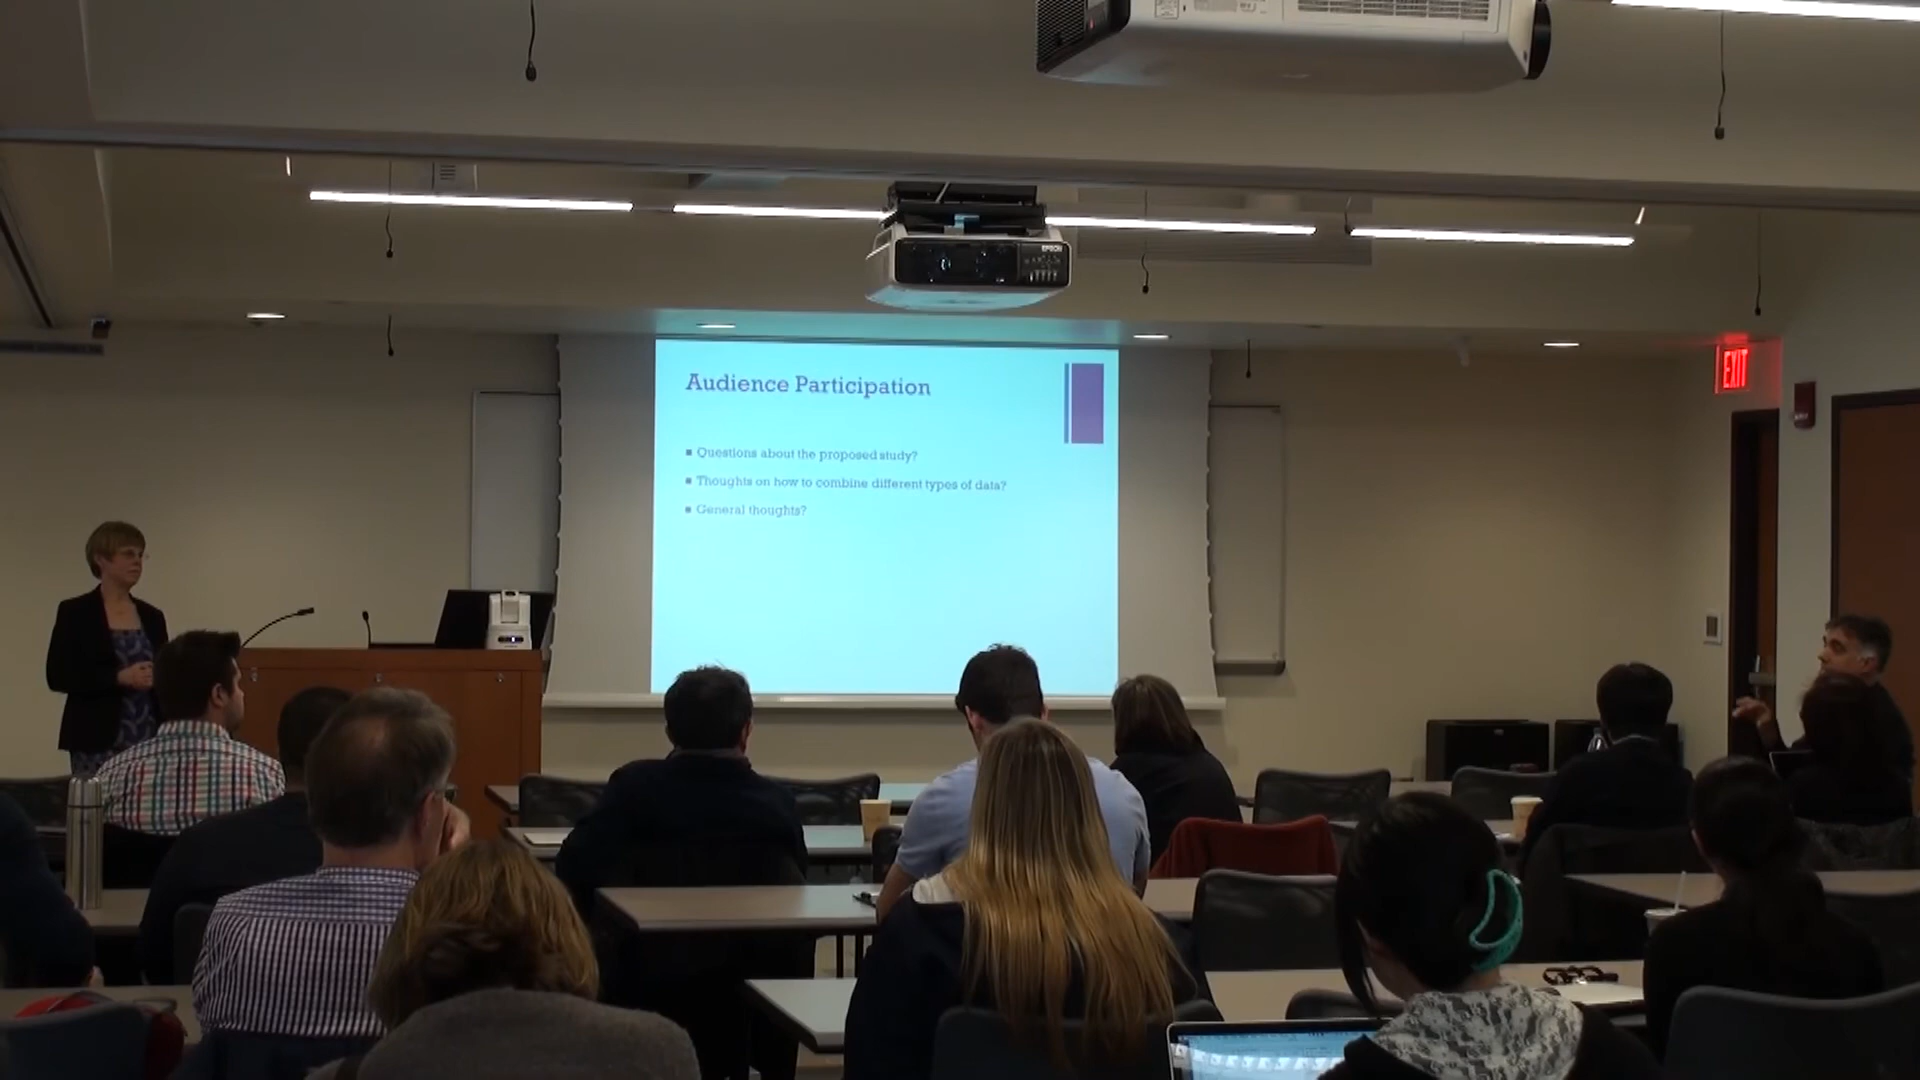 EPSON
EXIT
Audience Participation
Questions about the proposed study?
Thoughts on how to combine different types of data?
General thoughts?